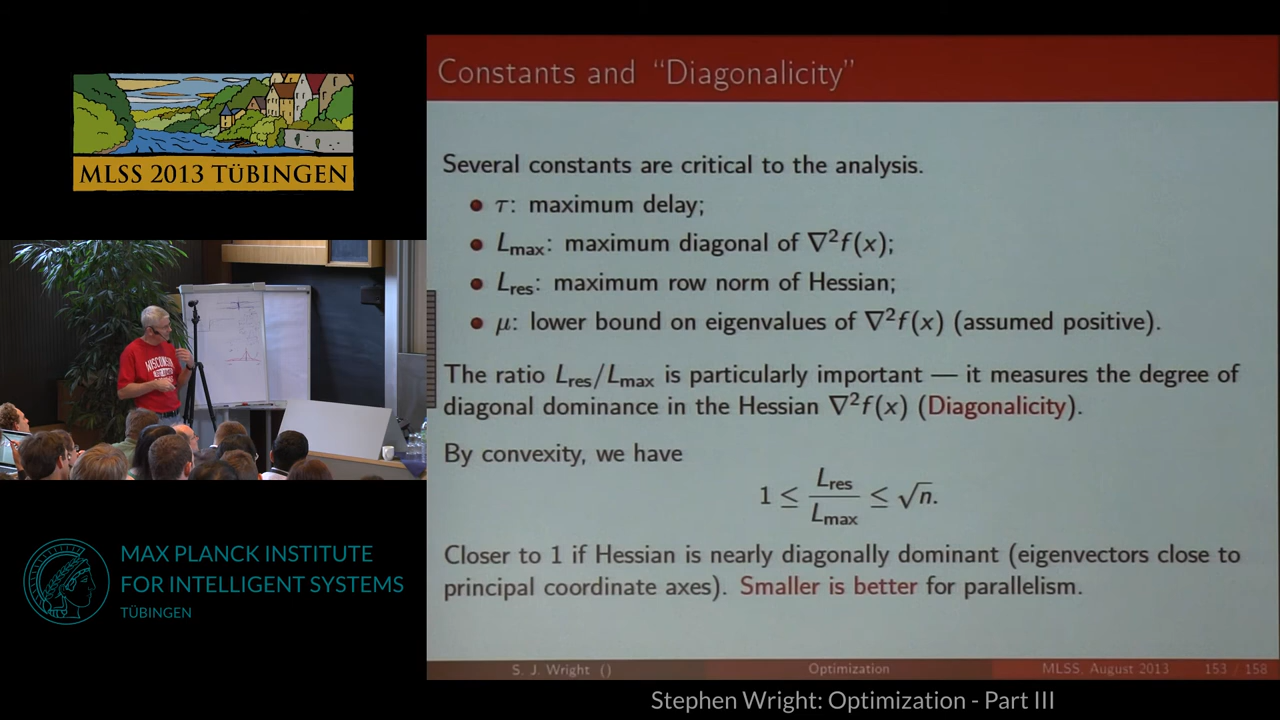 MLSS 2013 TÜBINGEN
WISCONSIN
MAX PLANCK INSTITUTE
FOR INTELLIGENT SYSTEMS
TÜBINGEN
Constants and “Diagonalicity”
Several constants are critical to the analysis.
τ: maximum delay;
L_max: maximum diagonal of ∇²f(x);
L_res: maximum row norm of Hessian;
μ: lower bound on eigenvalues of ∇²f(x) (assumed positive).
The ratio L_res/L_max is particularly important — it measures the degree of
diagonal dominance in the Hessian ∇²f(x) (Diagonalicity).
By convexity, we have
1 ≤ L_res/L_max ≤ √n.
Closer to 1 if Hessian is nearly diagonally dominant (eigenvectors close to
principal coordinate axes). Smaller is better for parallelism.
S. J. Wright () Optimization MLSS, August 2013 153 / 158
Stephen Wright: Optimization - Part III